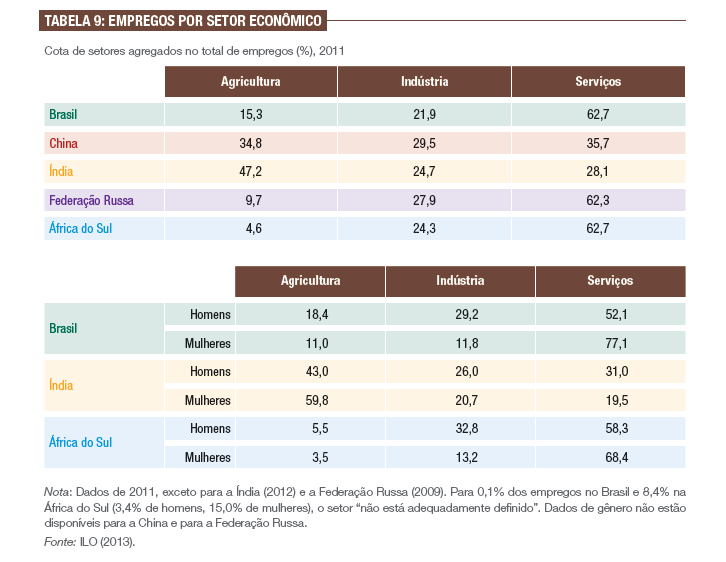 TABELA 9: EMPREGOS POR SETOR ECONÔMICO
Cota de setores agregados no total de empregos (%), 2011
Agricultura Indústria Serviços
Brasil 15,3 21,9 62,7
China 34,8 29,5 35,7
Índia 47,2 24,7 28,1
Federação Russa 9,7 27,9 62,3
África do Sul 4,6 24,3 62,7
Agricultura Indústria Serviços
Brasil
Homens 18,4 29,2 52,1
Mulheres 11,0 11,8 77,1
Índia
Homens 43,0 26,0 31,0
Mulheres 59,8 20,7 19,5
África do Sul
Homens 5,5 32,8 58,3
Mulheres 3,5 13,2 68,4
Nota: Dados de 2011, exceto para a Índia (2012) e a Federação Russa (2009). Para 0,1% dos empregos no Brasil e 8,4% na
África do Sul (3,4% de homens, 15,0% de mulheres), o setor “não está adequadamente definido”. Dados de gênero não estão
disponíveis para a China e para a Federação Russa.
Fonte: ILO (2013).